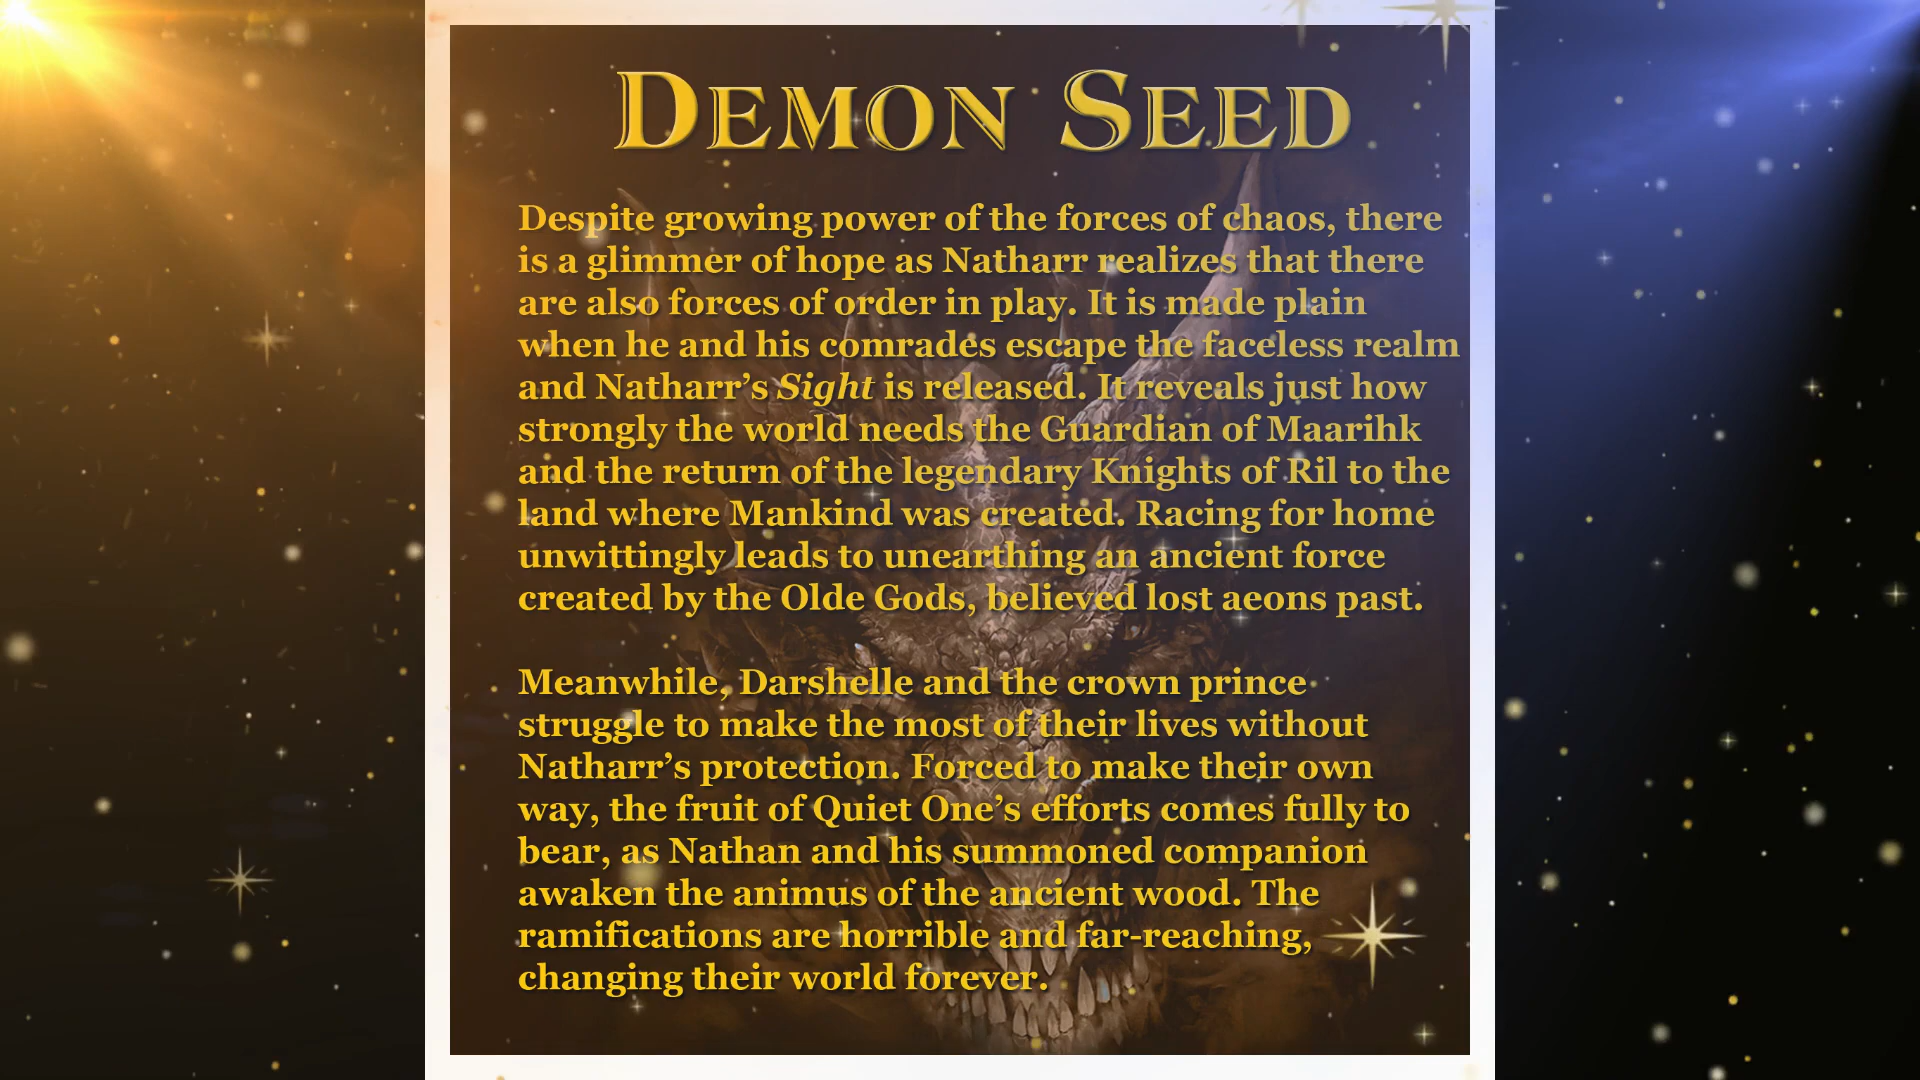 DEMON SEED
Despite growing power of the forces of chaos, there
is a glimmer of hope as Natharr realizes that there
are also forces of order in play. It is made plain
when he and his comrades escape the faceless realm
and Natharr’s Sight is released. It reveals just how
strongly the world needs the Guardian of Maarihk
and the return of the legendary Knights of Ril to the
land where Mankind was created. Racing for home
unwittingly leads to unearthing an ancient force
created by the Olde Gods, believed lost aeons past.
Meanwhile, Darshelle and the crown prince
struggle to make the most of their lives without
Natharr’s protection. Forced to make their own
way, the fruit of Quiet One’s efforts comes fully to
bear, as Nathan and his summoned companion
awaken the animus of the ancient wood. The
ramifications are horrible and far-reaching,
changing their world forever.